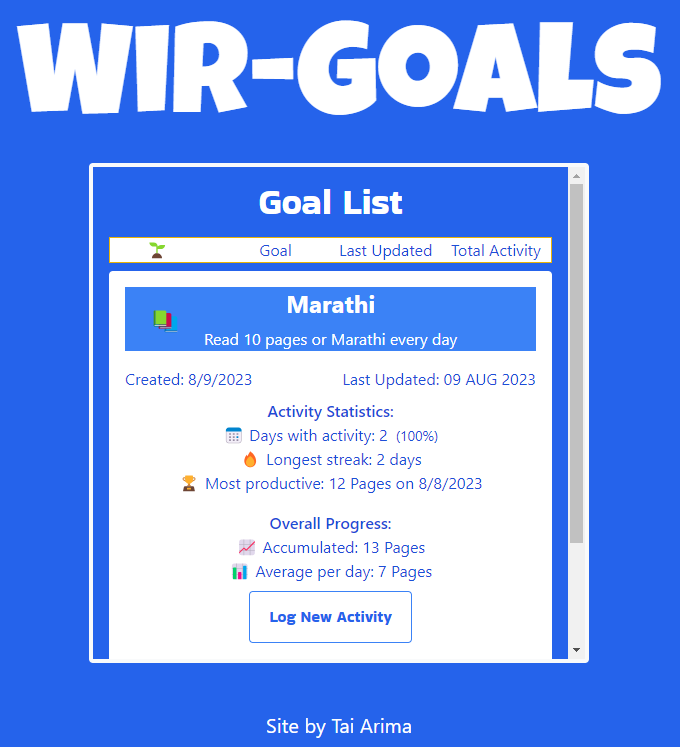 WIR-GOALS
Goal List
Goal Last Updated Total Activity
Marathi
Read 10 pages or Marathi every day
Created: 8/9/2023 Last Updated: 09 AUG 2023
Activity Statistics:
Days with activity: 2 (100%)
Longest streak: 2 days
Most productive: 12 Pages on 8/8/2023
Overall Progress:
Accumulated: 13 Pages
Average per day: 7 Pages
Log New Activity
Site by Tai Arima